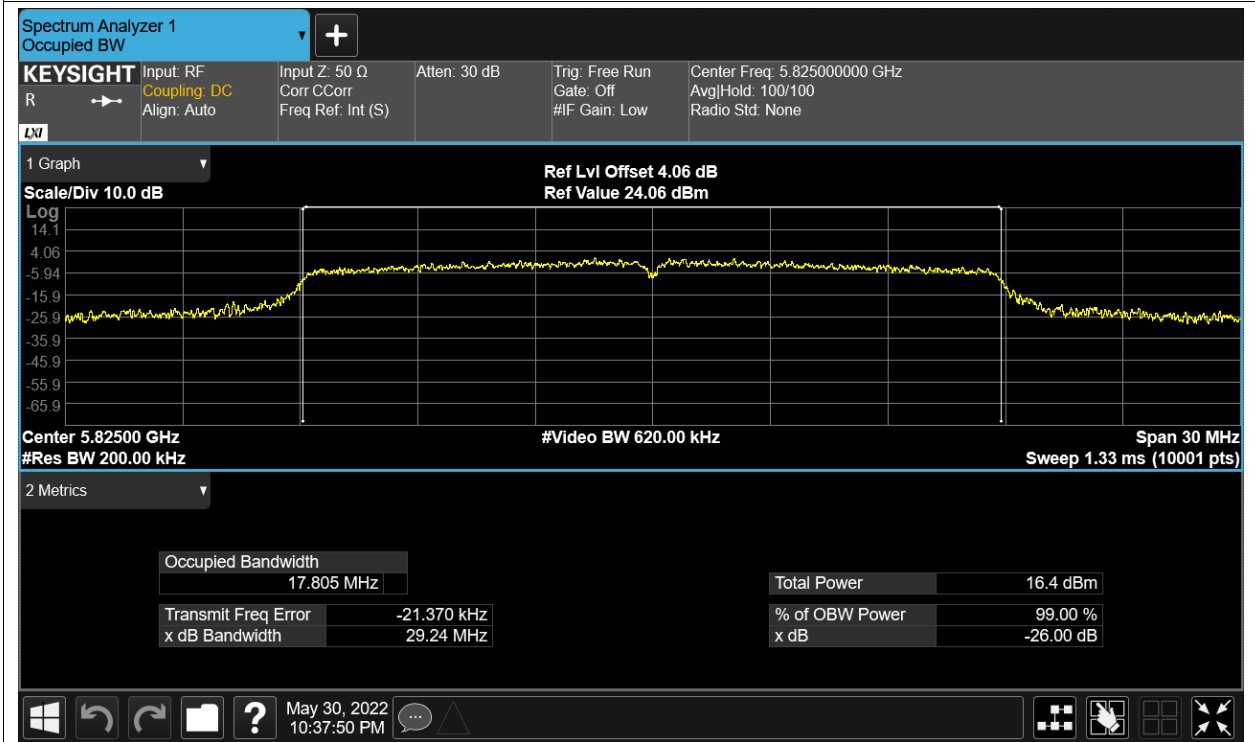 Spectrum Analyzer 1
Occupied BW
KEYSIGHT
R
LXI
Input: RF
Coupling: DC
Align: Auto
Input Z: 50 Ω
Corr CCorr
Freq Ref: Int (S)
Atten: 30 dB
Trig: Free Run
Gate: Off
#IF Gain: Low
Center Freq: 5.825000000 GHz
Avg|Hold: 100/100
Radio Std: None
1 Graph
Scale/Div 10.0 dB
Ref Lvl Offset 4.06 dB
Ref Value 24.06 dBm
Log
14.1
4.06
-5.94
-15.9
-25.9
-35.9
-45.9
-55.9
-65.9
Center 5.82500 GHz
#Video BW 620.00 kHz
Span 30 MHz
#Res BW 200.00 kHz
Sweep 1.33 ms (10001 pts)
2 Metrics
Occupied Bandwidth
17.805 MHz
Total Power 16.4 dBm
Transmit Freq Error -21.370 kHz
% of OBW Power 99.00 %
x dB Bandwidth 29.24 MHz
x dB -26.00 dB
?
May 30, 2022
10:37:50 PM